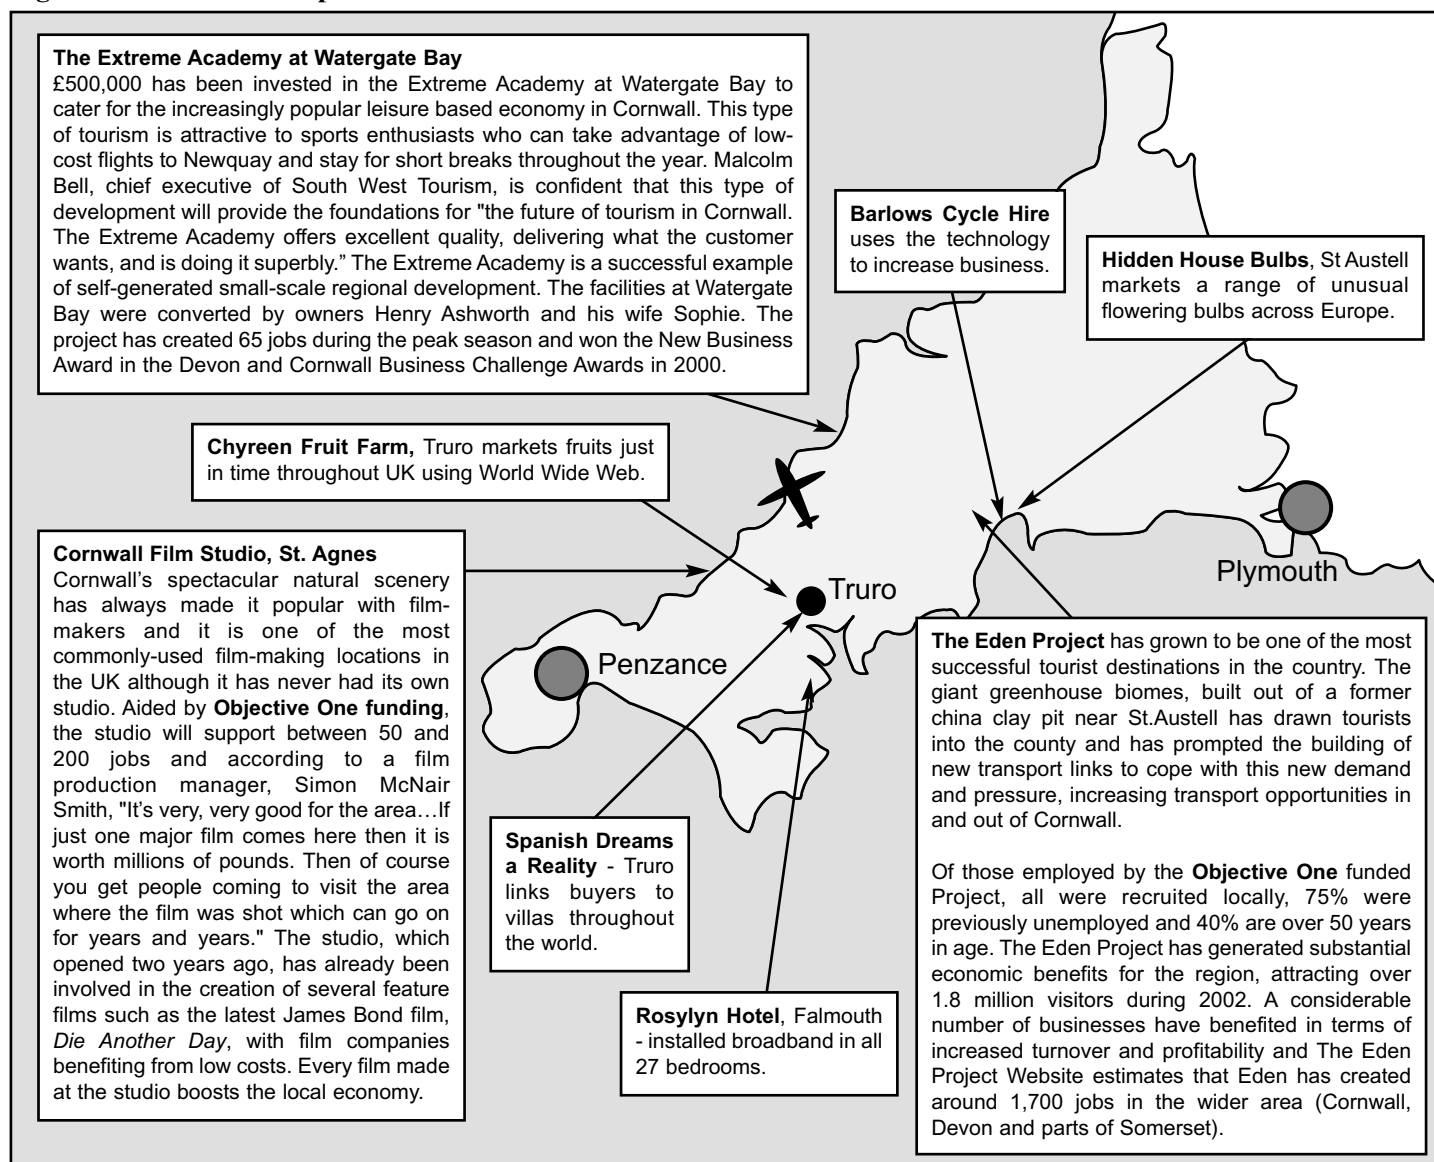 The Extreme Academy at Watergate Bay
£500,000 has been invested in the Extreme Academy at Watergate Bay to
cater for the increasingly popular leisure based economy in Cornwall. This type
of tourism is attractive to sports enthusiasts who can take advantage of low-
cost flights to Newquay and stay for short breaks throughout the year. Malcolm
Bell, chief executive of South West Tourism, is confident that this type of
development will provide the foundations for "the future of tourism in Cornwall.
The Extreme Academy offers excellent quality, delivering what the customer
wants, and is doing it superbly.” The Extreme Academy is a successful example
of self-generated small-scale regional development. The facilities at Watergate
Bay were converted by owners Henry Ashworth and his wife Sophie. The
project has created 65 jobs during the peak season and won the New Business
Award in the Devon and Cornwall Business Challenge Awards in 2000.
Barlows Cycle Hire
uses the technology
to increase business.
Hidden House Bulbs, St Austell
markets a range of unusual
flowering bulbs across Europe.
Chyreen Fruit Farm, Truro markets fruits just
in time throughout UK using World Wide Web.
Cornwall Film Studio, St. Agnes
Cornwall’s spectacular natural scenery
has always made it popular with film-
makers and it is one of the most
commonly-used film-making locations in
the UK although it has never had its own
studio. Aided by Objective One funding,
the studio will support between 50 and
200 jobs and according to a film
production manager, Simon McNair
Smith, "It’s very, very good for the area…If
just one major film comes here then it is
worth millions of pounds. Then of course
you get people coming to visit the area
where the film was shot which can go on
for years and years." The studio, which
opened two years ago, has already been
involved in the creation of several feature
films such as the latest James Bond film,
Die Another Day, with film companies
benefiting from low costs. Every film made
at the studio boosts the local economy.
Truro
Penzance
Plymouth
Spanish Dreams
a Reality - Truro
links buyers to
villas throughout
the world.
Rosylyn Hotel, Falmouth
- installed broadband in all
27 bedrooms.
The Eden Project has grown to be one of the most
successful tourist destinations in the country. The
giant greenhouse biomes, built out of a former
china clay pit near St.Austell has drawn tourists
into the county and has prompted the building of
new transport links to cope with this new demand
and pressure, increasing transport opportunities in
and out of Cornwall.
Of those employed by the Objective One funded
Project, all were recruited locally, 75% were
previously unemployed and 40% are over 50 years
in age. The Eden Project has generated substantial
economic benefits for the region, attracting over
1.8 million visitors during 2002. A considerable
number of businesses have benefited in terms of
increased turnover and profitability and The Eden
Project Website estimates that Eden has created
around 1,700 jobs in the wider area (Cornwall,
Devon and parts of Somerset).